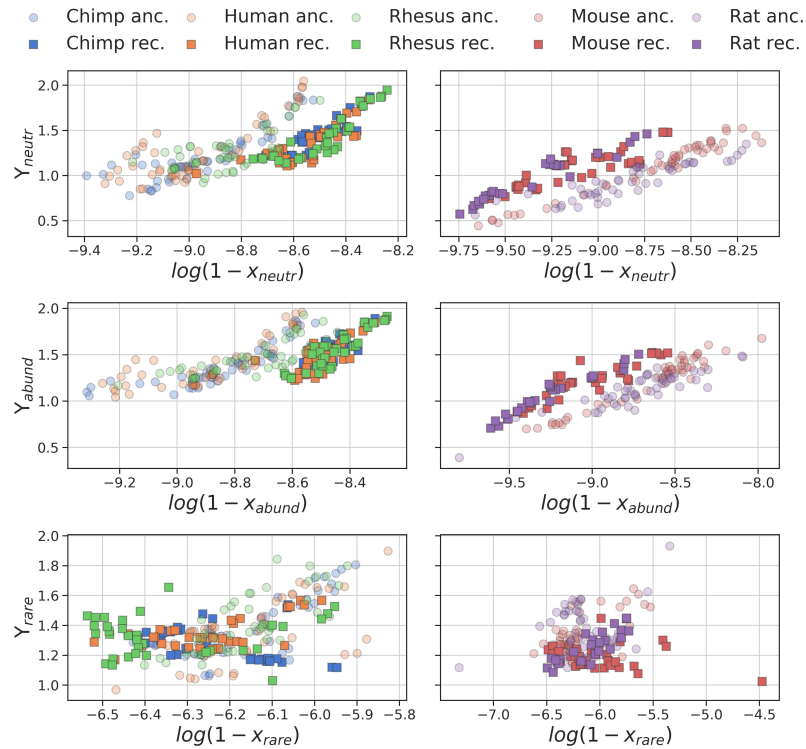 Chimp anc. Human anc. Rhesus anc. Mouse anc. Rat anc.
Chimp rec. Human rec. Rhesus rec. Mouse rec. Rat rec.
2.0
1.5
1.0
0.5
Y_neutr
−9.4 −9.2 −9.0 −8.8 −8.6 −8.4 −8.2
log(1 − x_neutr)
−9.75 −9.50 −9.25 −9.00 −8.75 −8.50 −8.25
log(1 − x_neutr)
2.0
1.5
1.0
0.5
Y_abund
−9.2 −9.0 −8.8 −8.6 −8.4
log(1 − x_abund)
−9.5 −9.0 −8.5 −8.0
log(1 − x_abund)
2.0
1.8
1.6
1.4
1.2
1.0
Y_rare
−6.5 −6.4 −6.3 −6.2 −6.1 −6.0 −5.9 −5.8
log(1 − x_rare)
−7.0 −6.5 −6.0 −5.5 −5.0 −4.5
log(1 − x_rare)